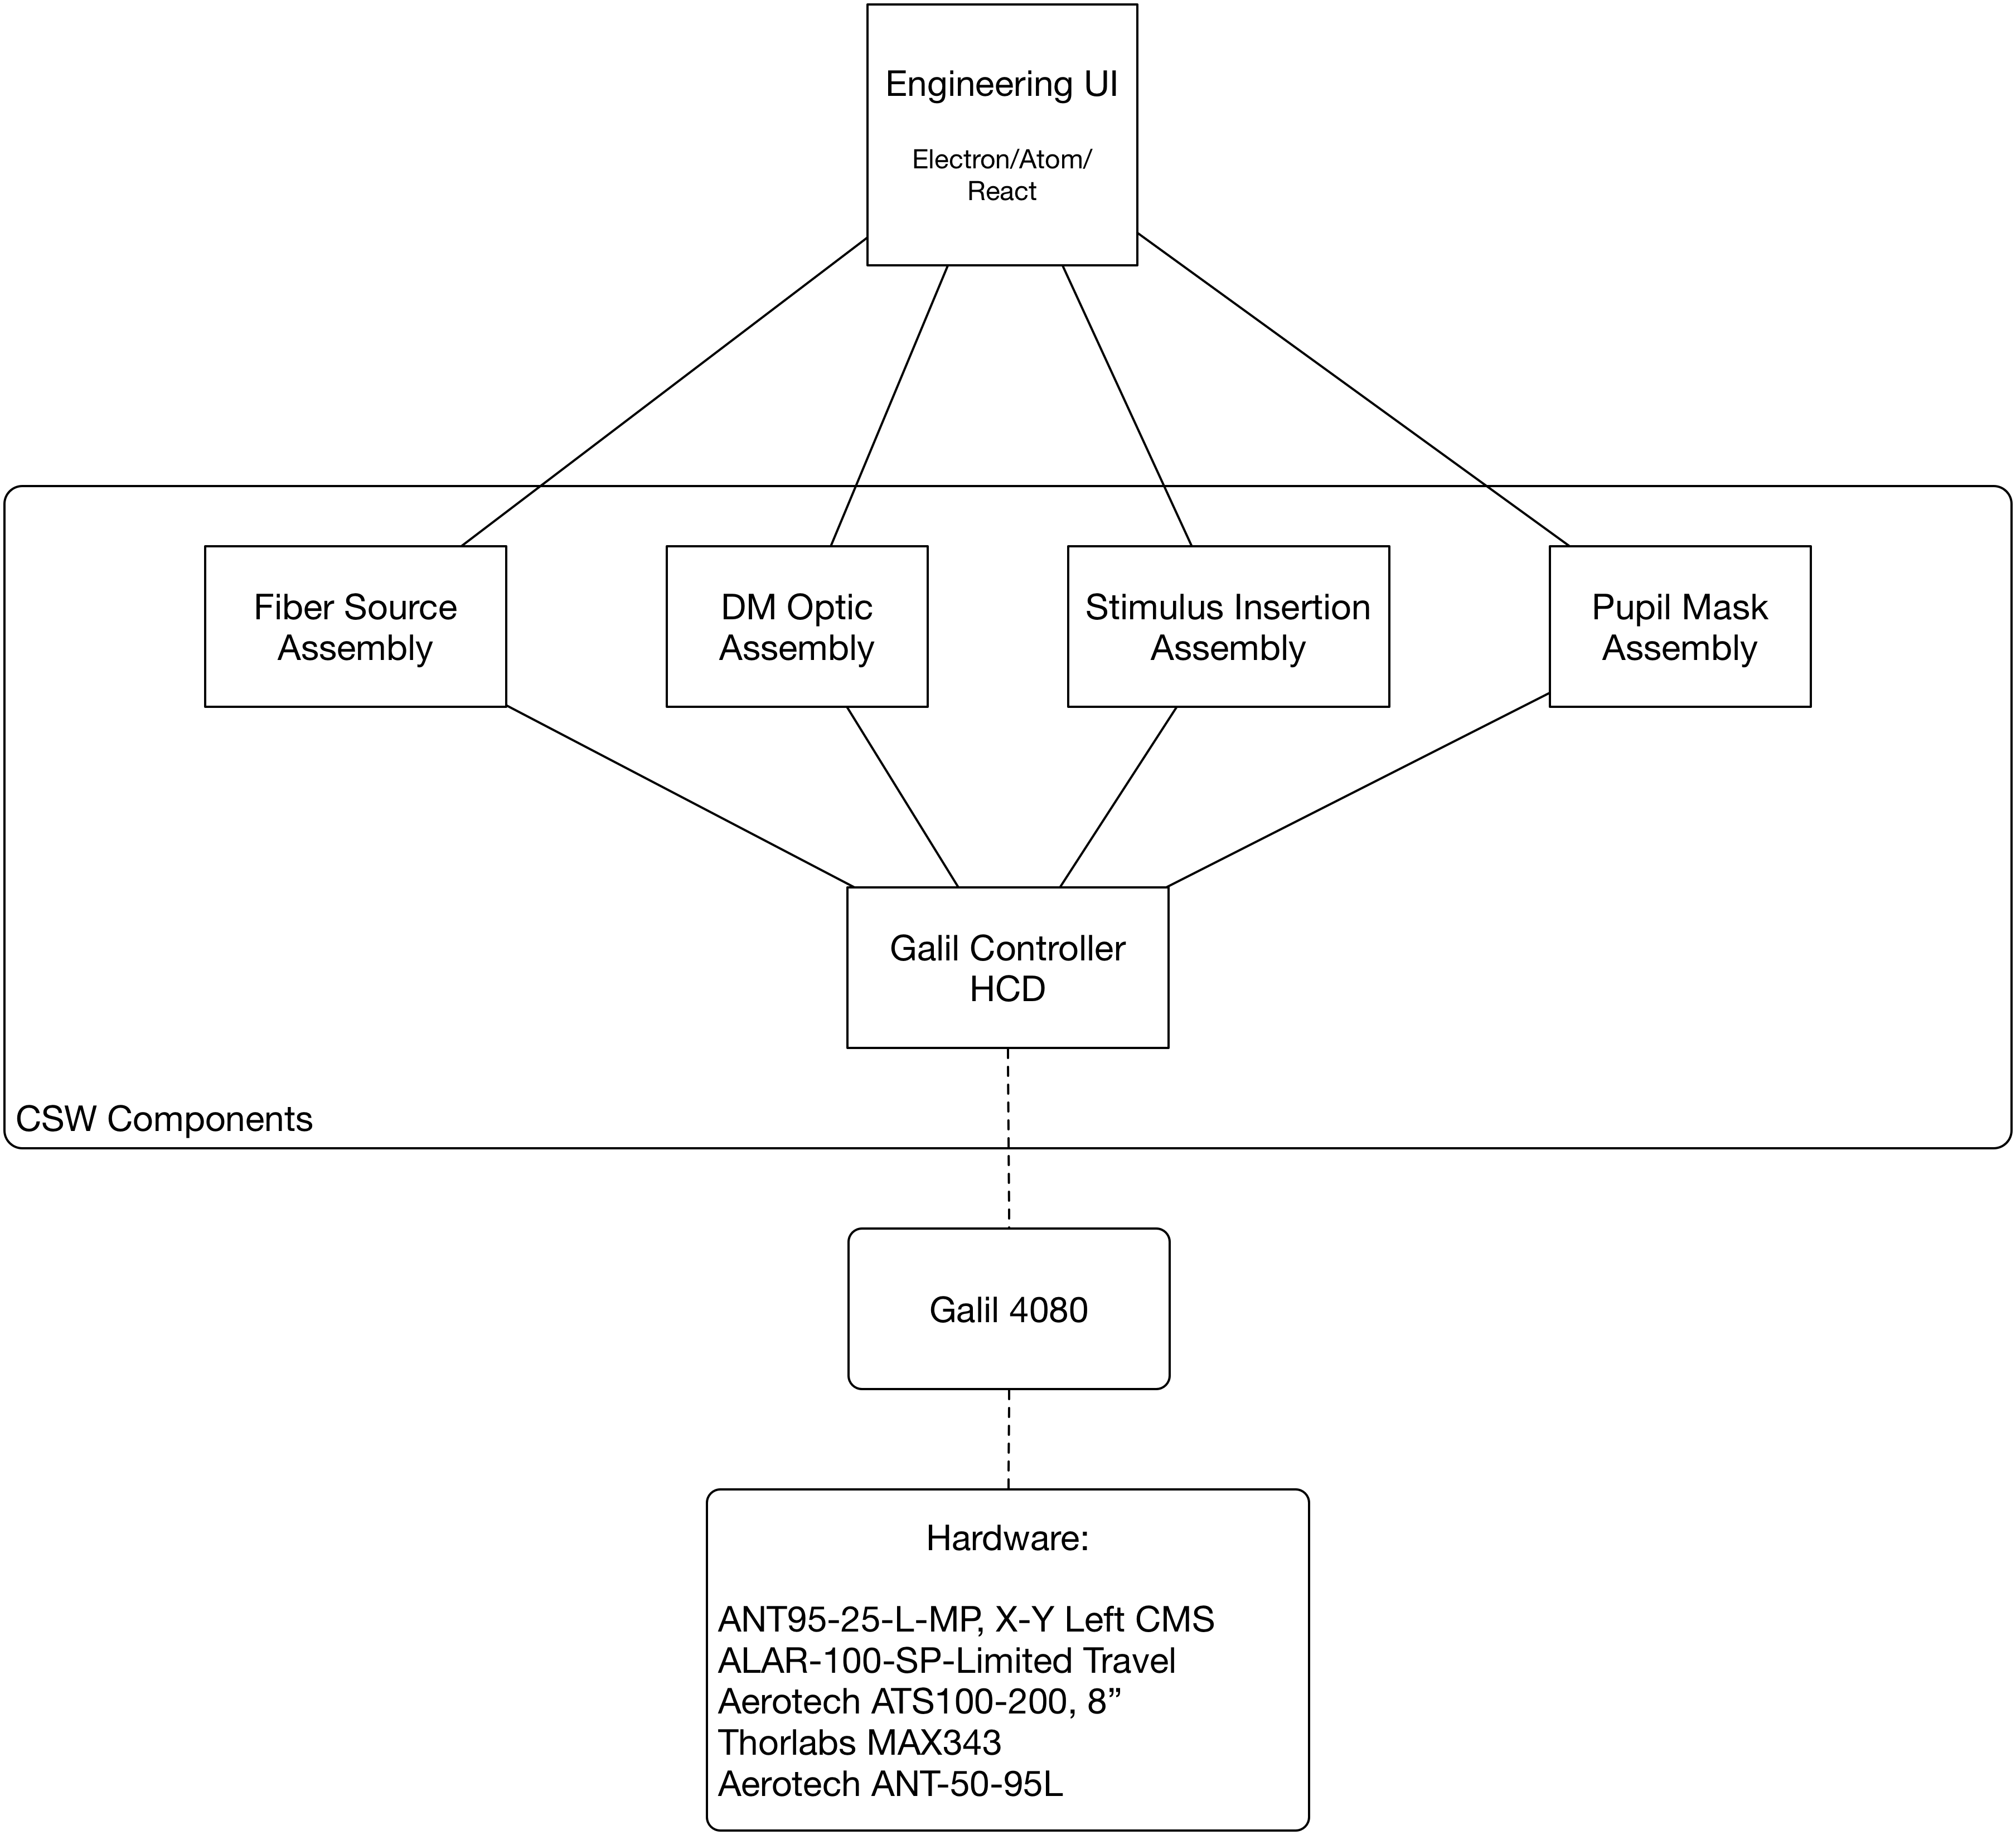 Engineering UI
Electron/Atom/
React
Fiber Source
Assembly
DM Optic
Assembly
Stimulus Insertion
Assembly
Pupil Mask
Assembly
Galil Controller
HCD
CSW Components
Galil 4080
Hardware:
ANT95-25-L-MP, X-Y Left CMS
ALAR-100-SP-Limited Travel
Aerotech ATS100-200, 8”
Thorlabs MAX343
Aerotech ANT-50-95L